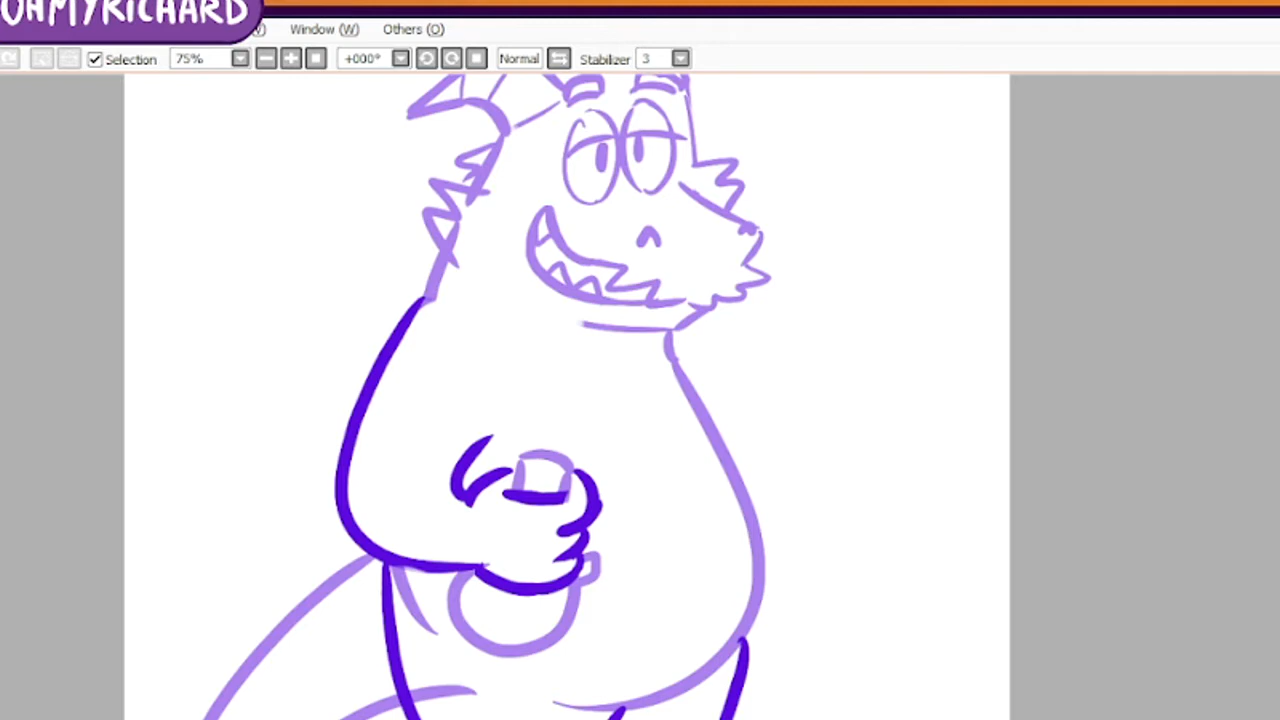 OHMYRICHARD
Window (W) Others (O)
Selection 75% +000° Normal Stabilizer 3